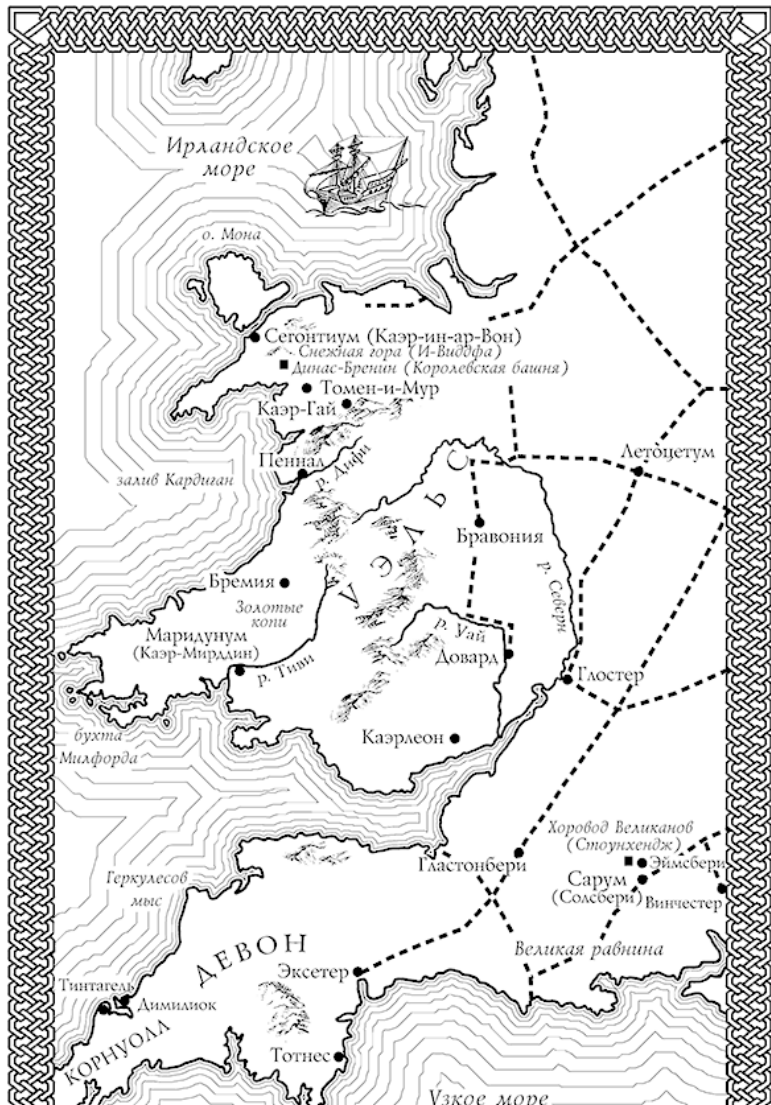 Ирландское
море
о. Мона
Сегонтиум (Каэр-ин-ар-Вон)
Снежная гора (И-Виддфа)
Динас-Бренин (Королевская башня)
Томен-и-Мур
Каэр-Гай
Пеннал
р. Дифи
залив Кардиган
Летоцетум
УЭЛЬС
Бравония
Бремия
Золотые
копи
р. Северн
Маридунум
(Каэр-Мирддин)
р. Тиви
р. Уай
Довард
Глостер
Каэрлеон
бухта
Милфорда
Хоровод Великанов
(Стоунхендж)
Гластонбери
Эймсбери
Сарум
(Солсбери)
Винчестер
Геркулесов
мыс
ДЕВОН
Великая равнина
Эксетер
Тинтагель
Димилиок
КОРНУОЛЛ
Тотнес
Узкое море